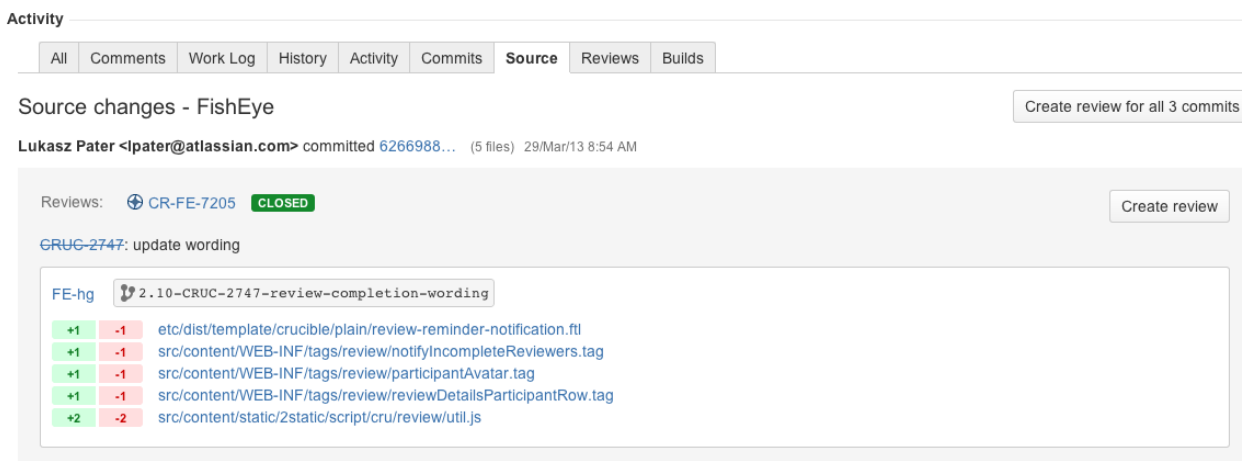 Activity
All Comments Work Log History Activity Commits Source Reviews Builds
Source changes - FishEye Create review for all 3 commits
Lukasz Pater <lpater@atlassian.com> committed 6266988... (5 files) 29/Mar/13 8:54 AM
Reviews: CR-FE-7205 CLOSED Create review
CRUC-2747: update wording
FE-hg 2.10-CRUC-2747-review-completion-wording
+1 -1 etc/dist/template/crucible/plain/review-reminder-notification.ftl
+1 -1 src/content/WEB-INF/tags/review/notifyIncompleteReviewers.tag
+1 -1 src/content/WEB-INF/tags/review/participantAvatar.tag
+1 -1 src/content/WEB-INF/tags/review/reviewDetailsParticipantRow.tag
+2 -2 src/content/static/2static/script/cru/review/util.js